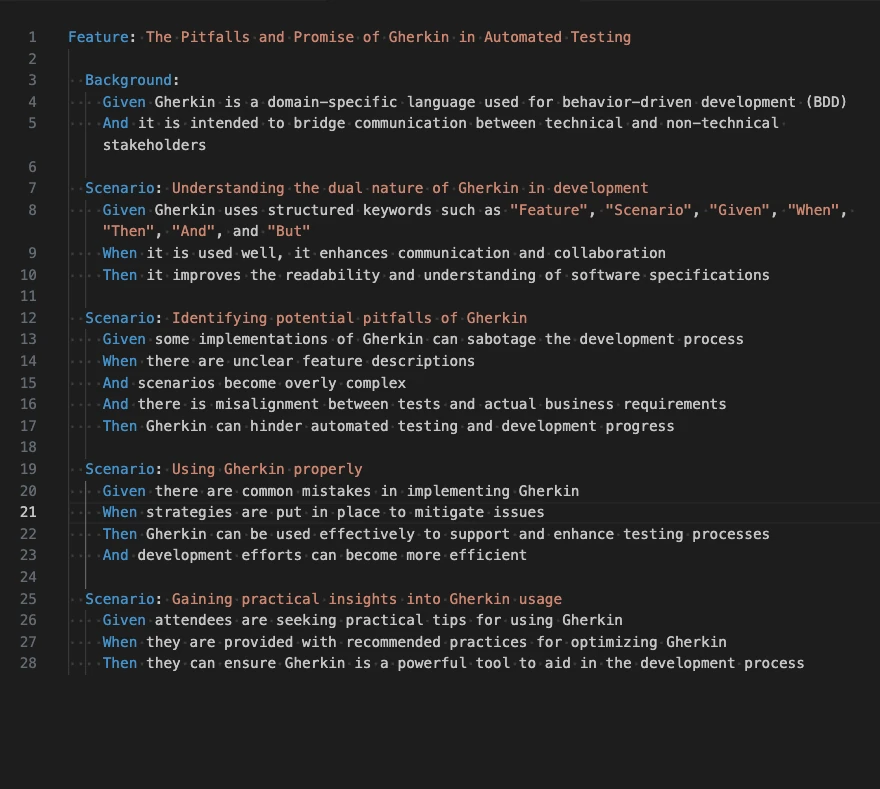 1 Feature: The Pitfalls and Promise of Gherkin in Automated Testing
2
3 Background:
4 Given Gherkin is a domain-specific language used for behavior-driven development (BDD)
5 And it is intended to bridge communication between technical and non-technical
stakeholders
6
7 Scenario: Understanding the dual nature of Gherkin in development
8 Given Gherkin uses structured keywords such as "Feature", "Scenario", "Given", "When",
"Then", "And", and "But"
9 When it is used well, it enhances communication and collaboration
10 Then it improves the readability and understanding of software specifications
11
12 Scenario: Identifying potential pitfalls of Gherkin
13 Given some implementations of Gherkin can sabotage the development process
14 When there are unclear feature descriptions
15 And scenarios become overly complex
16 And there is misalignment between tests and actual business requirements
17 Then Gherkin can hinder automated testing and development progress
18
19 Scenario: Using Gherkin properly
20 Given there are common mistakes in implementing Gherkin
21 When strategies are put in place to mitigate issues
22 Then Gherkin can be used effectively to support and enhance testing processes
23 And development efforts can become more efficient
24
25 Scenario: Gaining practical insights into Gherkin usage
26 Given attendees are seeking practical tips for using Gherkin
27 When they are provided with recommended practices for optimizing Gherkin
28 Then they can ensure Gherkin is a powerful tool to aid in the development process